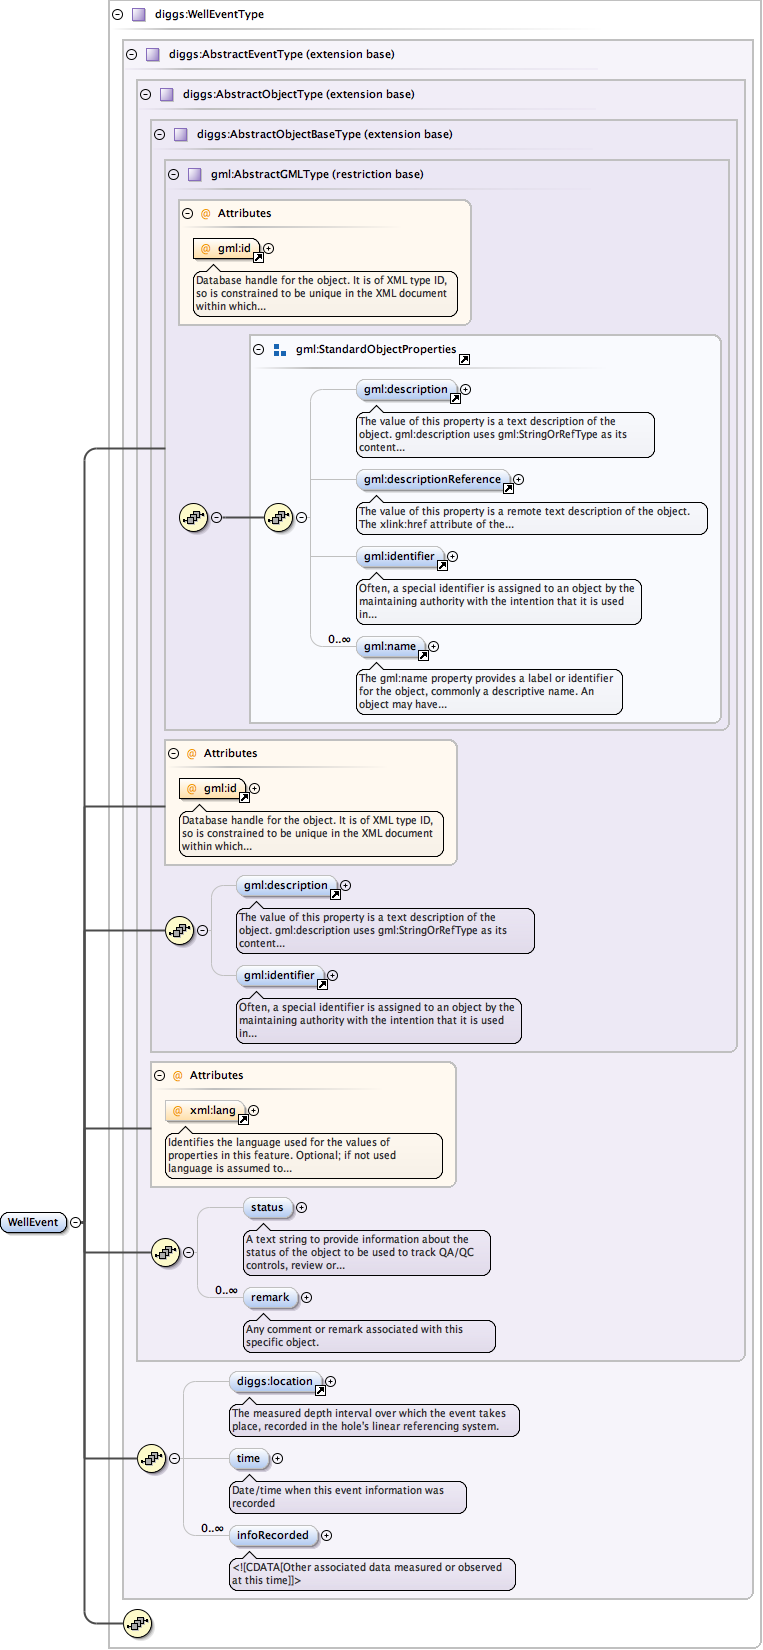 diggs:WellEventType
diggs:AbstractEventType (extension base)
diggs:AbstractObjectType (extension base)
diggs:AbstractObjectBaseType (extension base)
gml:AbstractGMLType (restriction base)
@ Attributes
@ gml:id
Database handle for the object. It is of XML type ID,
so is constrained to be unique in the XML document
within which...
gml:StandardObjectProperties
gml:description
The value of this property is a text description of the
object. gml:description uses gml:StringOrRefType as its
content...
gml:descriptionReference
The value of this property is a remote text description of the object.
The xlink:href attribute of the...
gml:identifier
Often, a special identifier is assigned to an object by the
maintaining authority with the intention that it is used
in...
0..∞
gml:name
The gml:name property provides a label or identifier
for the object, commonly a descriptive name. An
object may have...
@ Attributes
@ gml:id
Database handle for the object. It is of XML type ID,
so is constrained to be unique in the XML document
within which...
gml:description
The value of this property is a text description of the
object. gml:description uses gml:StringOrRefType as its
content...
gml:identifier
Often, a special identifier is assigned to an object by the
maintaining authority with the intention that it is used
in...
@ Attributes
@ xml:lang
Identifies the language used for the values of
properties in this feature. Optional; if not used
language is assumed to...
WellEvent
status
A text string to provide information about the
status of the object to be used to track QA/QC
controls, review or...
0..∞
remark
Any comment or remark associated with this
specific object.
diggs:location
The measured depth interval over which the event takes
place, recorded in the hole's linear referencing system.
time
Date/time when this event information was
recorded
0..∞
infoRecorded
<![CDATA[Other associated data measured or observed
at this time]]>